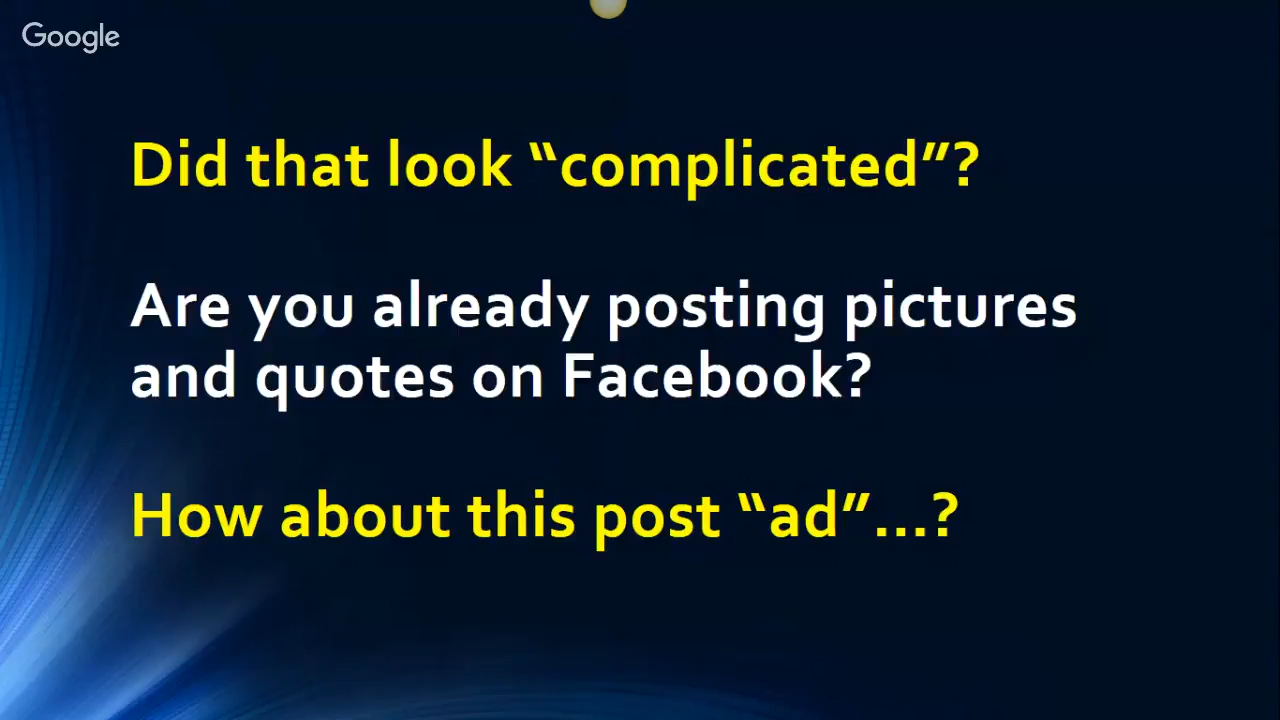 Google
Did that look “complicated”?
Are you already posting pictures
and quotes on Facebook?
How about this post “ad”...?